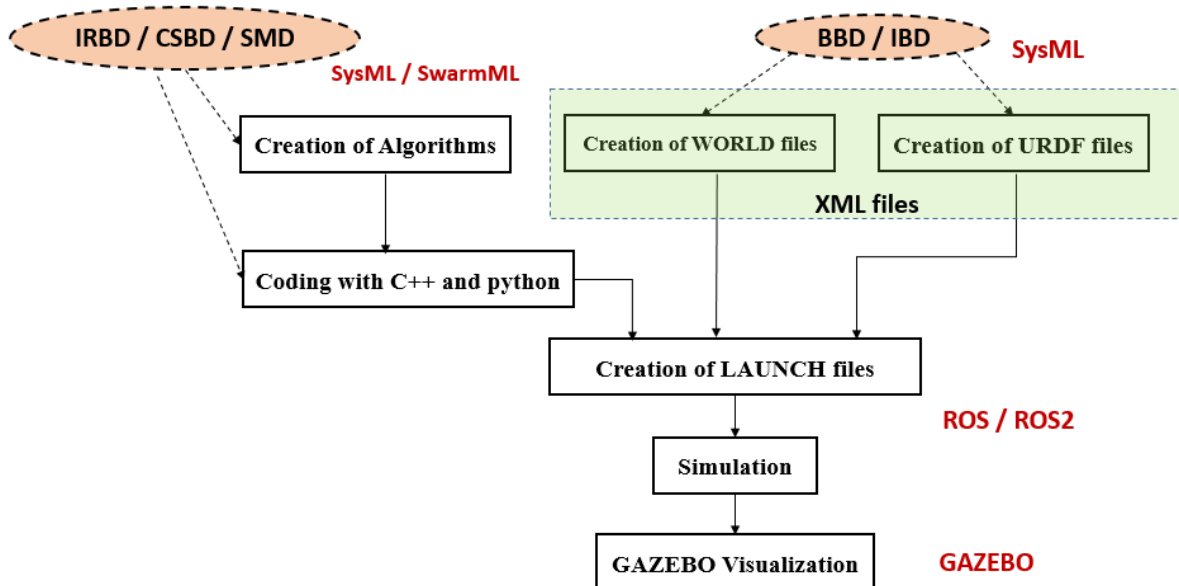 IRBD / CSBD / SMD
BBD / IBD
SysML
SysML / SwarmML
Creation of Algorithms
Creation of WORLD files
Creation of URDF files
XML files
Coding with C++ and python
Creation of LAUNCH files
ROS / ROS2
Simulation
GAZEBO Visualization
GAZEBO